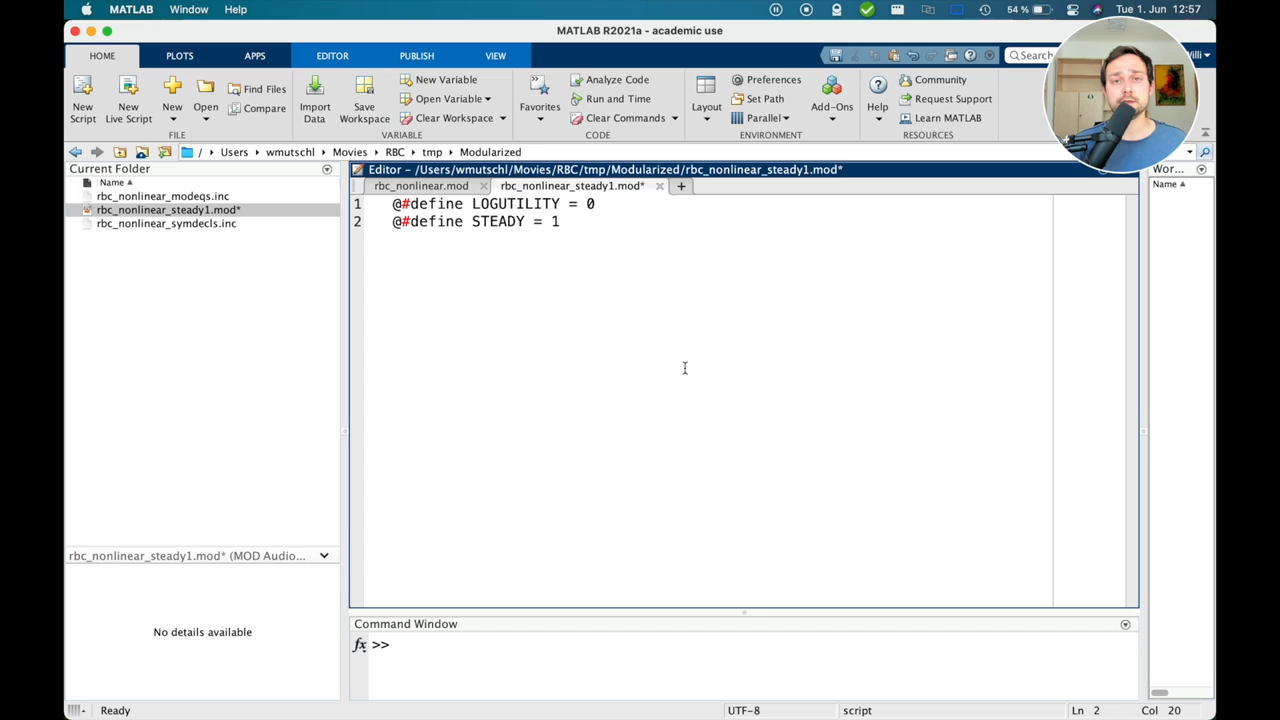 MATLAB Window Help 54 % Tue 1. Jun 12:57
MATLAB R2021a - academic use
HOME PLOTS APPS EDITOR PUBLISH VIEW Search
New Script
New Live Script
New
Open
Find Files
Compare
FILE
Import Data
Save Workspace
New Variable
Open Variable
Clear Workspace
VARIABLE
Favorites
Analyze Code
Run and Time
Clear Commands
CODE
Layout
Preferences
Set Path
Parallel
ENVIRONMENT
Add-Ons
Help
Community
Request Support
Learn MATLAB
RESOURCES
/ Users wmutschl Movies RBC tmp Modularized
Current Folder
Name
rbc_nonlinear_modeqs.inc
rbc_nonlinear_steady1.mod*
rbc_nonlinear_symdecls.inc
rbc_nonlinear_steady1.mod* (MOD Audio...
No details available
Editor – /Users/wmutschl/Movies/RBC/tmp/Modularized/rbc_nonlinear_steady1.mod*
rbc_nonlinear.mod rbc_nonlinear_steady1.mod* +
1 @#define LOGUTILITY = 0
2 @#define STEADY = 1
Command Window
fx >>
Wor...
Name
Ready UTF-8 script Ln 2 Col 20